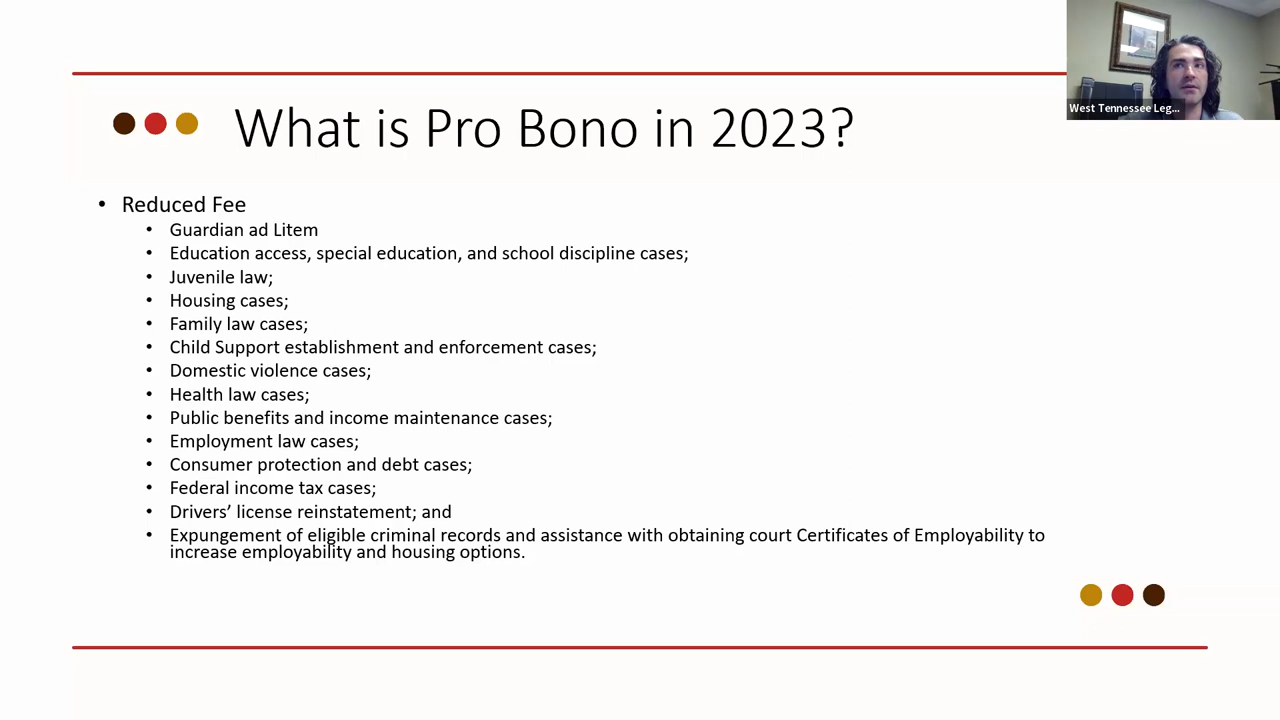 What is Pro Bono in 2023?
West Tennessee Leg...
• Reduced Fee
• Guardian ad Litem
• Education access, special education, and school discipline cases;
• Juvenile law;
• Housing cases;
• Family law cases;
• Child Support establishment and enforcement cases;
• Domestic violence cases;
• Health law cases;
• Public benefits and income maintenance cases;
• Employment law cases;
• Consumer protection and debt cases;
• Federal income tax cases;
• Drivers’ license reinstatement; and
• Expungement of eligible criminal records and assistance with obtaining court Certificates of Employability to
increase employability and housing options.